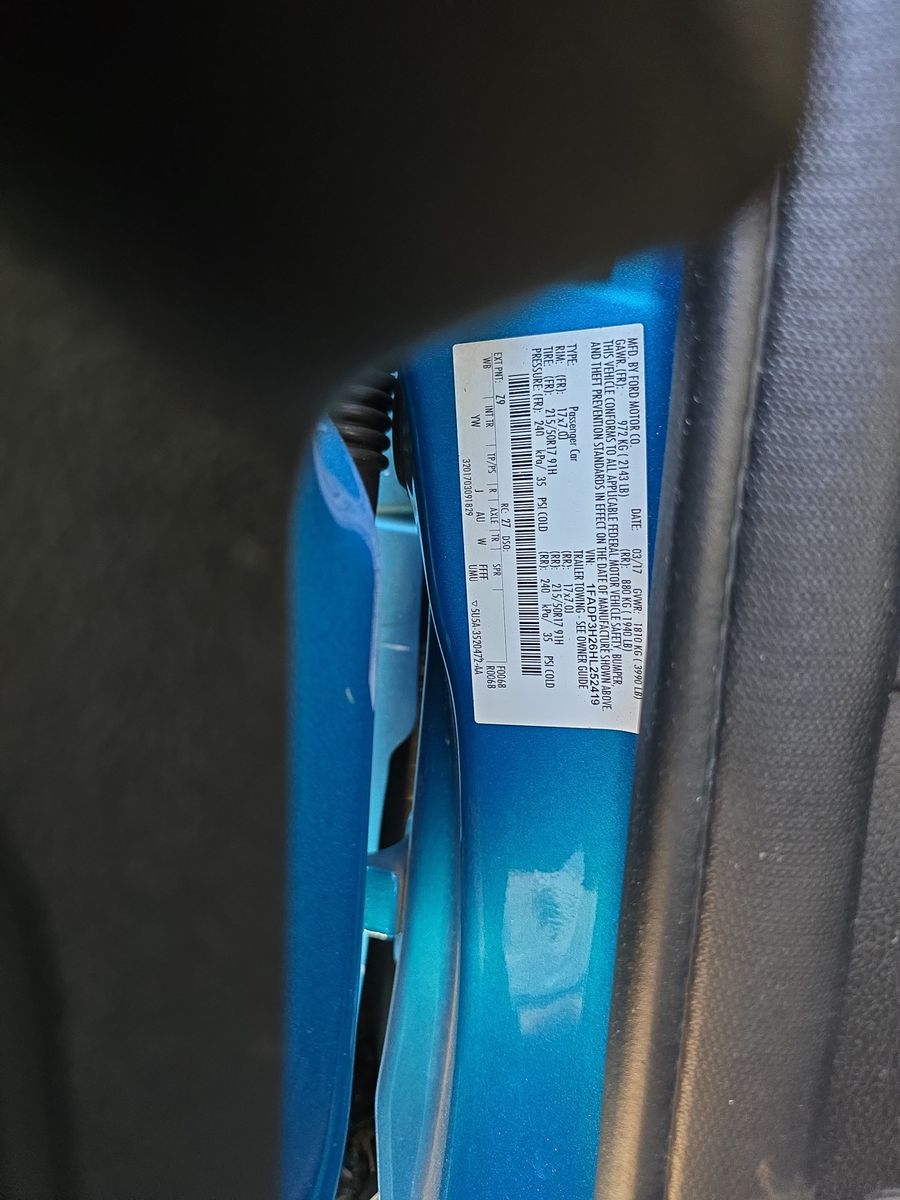 MFD. BY FORD MOTOR CO.
DATE: 03/17 GVWR: 1810 KG ( 3990 LB)
GAWR: (FR): 972 KG ( 2143 LB) (RR): 880 KG ( 1940 LB)
THIS VEHICLE CONFORMS TO ALL APPLICABLE FEDERAL MOTOR VEHICLE SAFETY, BUMPER,
AND THEFT PREVENTION STANDARDS IN EFFECT ON THE DATE OF MANUFACTURE SHOWN ABOVE.
VIN: 1FADP3H26HL252419
TYPE: Passenger Car TRAILER TOWING - SEE OWNER GUIDE
RIM: (FR): 17x7.0J (RR): 17x7.0J
TIRE: (FR): 215/50R17 91H (RR): 215/50R17 91H
PRESSURE: (FR): 240 kPa/ 35 PSI COLD (RR): 240 kPa/ 35 PSI COLD
EXT PNT: Z9 RC: 27 DSO: F0068
WB INT TR TP/PS R AXLE TR SPR R0068
YW J AU W FFFF
UMU
3201703091829 ▽5U5A-3520472-AA